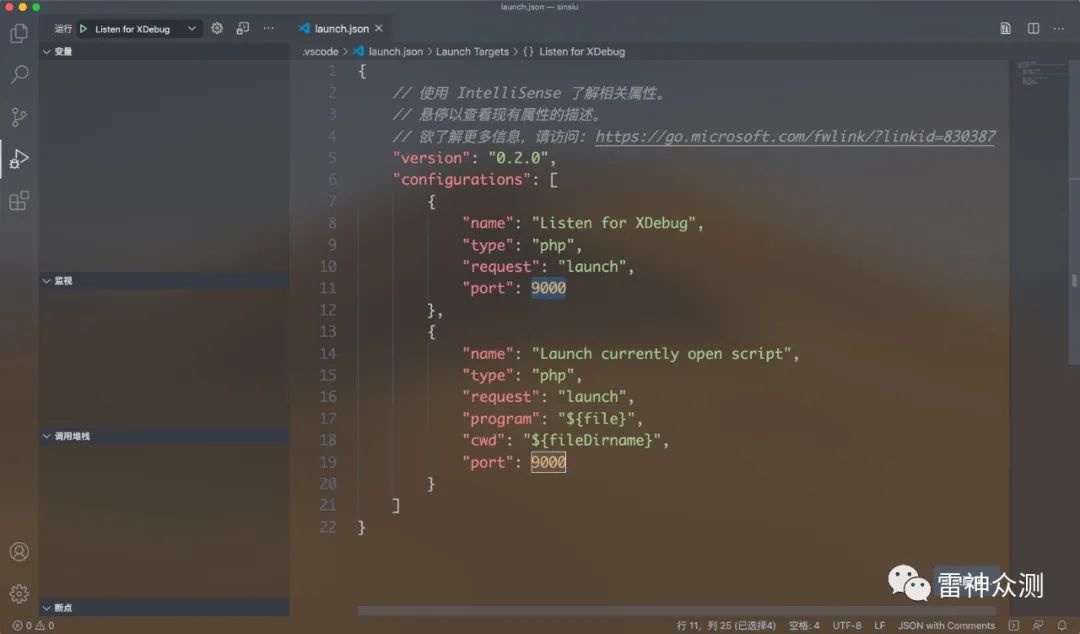 launch.json — sinsiu
运行 Listen for XDebug
launch.json
.vscode > launch.json > Launch Targets > {} Listen for XDebug
变量
监视
调用堆栈
断点
1 {
2 // 使用 IntelliSense 了解相关属性。
3 // 悬停以查看现有属性的描述。
4 // 欲了解更多信息，请访问: https://go.microsoft.com/fwlink/?linkid=830387
5 "version": "0.2.0",
6 "configurations": [
7 {
8 "name": "Listen for XDebug",
9 "type": "php",
10 "request": "launch",
11 "port": 9000
12 },
13 {
14 "name": "Launch currently open script",
15 "type": "php",
16 "request": "launch",
17 "program": "${file}",
18 "cwd": "${fileDirname}",
19 "port": 9000
20 }
21 ]
22 }
雷神众测
0 0 行 11，列 25 (已选择4) 空格: 4 UTF-8 LF JSON with Comments